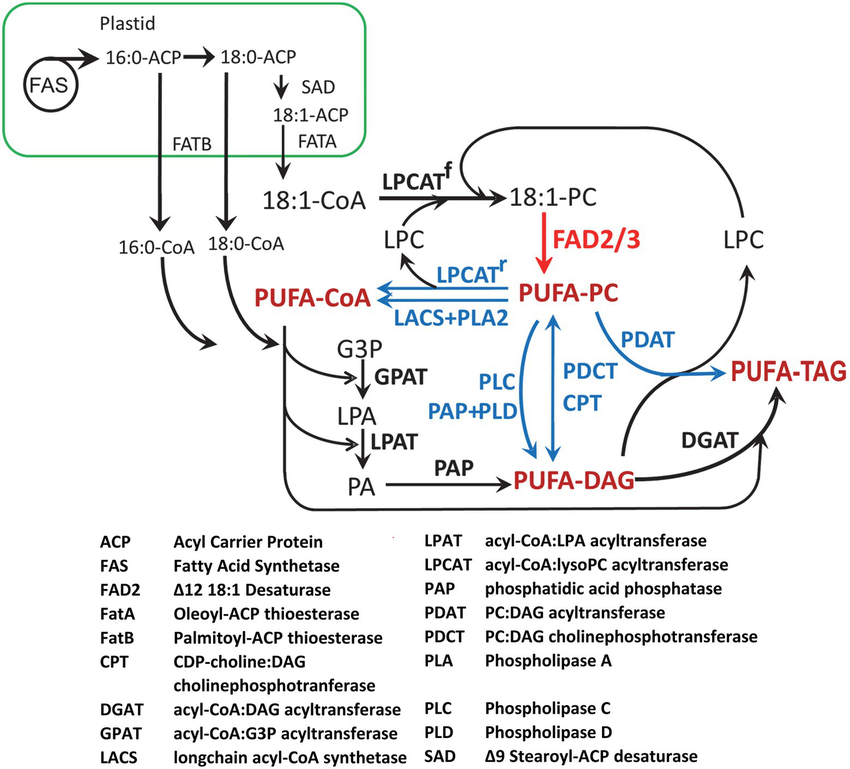 Plastid
FAS
16:0-ACP
18:0-ACP
SAD
18:1-ACP
FATB
FATA
18:1-CoA
LPCATf
18:1-PC
16:0-CoA
18:0-CoA
LPC
FAD2/3
LPC
LPCATr
PUFA-CoA
PUFA-PC
LACS+PLA2
G3P
GPAT
PLC
PAP+PLD
PDCT
CPT
PDAT
PUFA-TAG
LPA
LPAT
DGAT
PA
PAP
PUFA-DAG
ACP Acyl Carrier Protein
FAS Fatty Acid Synthetase
FAD2 Δ12 18:1 Desaturase
FatA Oleoyl-ACP thioesterase
FatB Palmitoyl-ACP thioesterase
CPT CDP-choline:DAG
cholinephosphotranferase
DGAT acyl-CoA:DAG acyltransferase
GPAT acyl-CoA:G3P acyltransferase
LACS longchain acyl-CoA synthetase
LPAT acyl-CoA:LPA acyltransferase
LPCAT acyl-CoA:lysoPC acyltransferase
PAP phosphatidic acid phosphatase
PDAT PC:DAG acyltransferase
PDCT PC:DAG cholinephosphotransferase
PLA Phospholipase A
PLC Phospholipase C
PLD Phospholipase D
SAD Δ9 Stearoyl-ACP desaturase